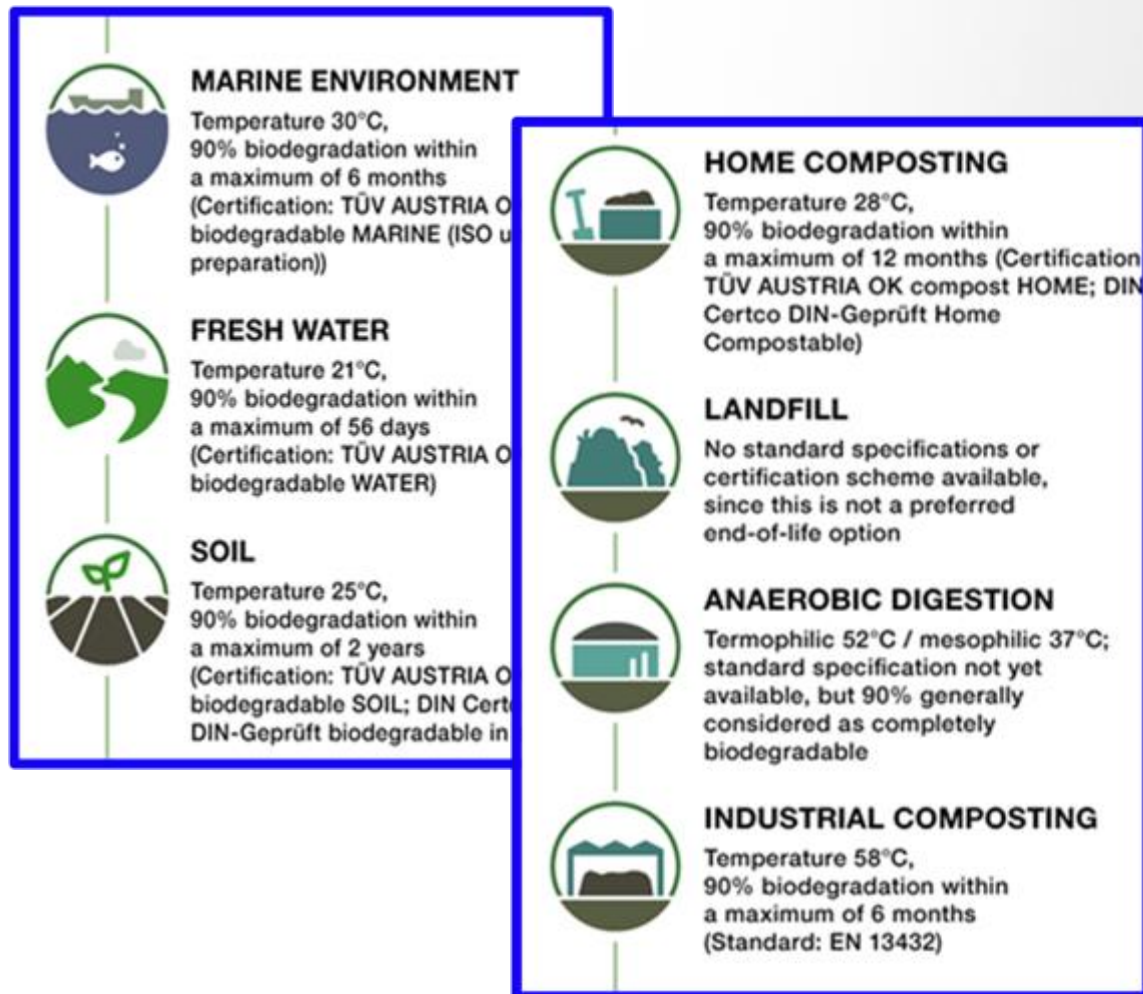 MARINE ENVIRONMENT
Temperature 30°C,
90% biodegradation within
a maximum of 6 months
(Certification: TÜV AUSTRIA O
biodegradable MARINE (ISO u
preparation))
FRESH WATER
Temperature 21°C,
90% biodegradation within
a maximum of 56 days
(Certification: TÜV AUSTRIA O
biodegradable WATER)
SOIL
Temperature 25°C,
90% biodegradation within
a maximum of 2 years
(Certification: TÜV AUSTRIA O
biodegradable SOIL; DIN Cert
DIN-Geprüft biodegradable in
HOME COMPOSTING
Temperature 28°C,
90% biodegradation within
a maximum of 12 months (Certification
TÜV AUSTRIA OK compost HOME; DIN
Certco DIN-Geprüft Home
Compostable)
LANDFILL
No standard specifications or
certification scheme available,
since this is not a preferred
end-of-life option
ANAEROBIC DIGESTION
Termophilic 52°C / mesophilic 37°C;
standard specification not yet
available, but 90% generally
considered as completely
biodegradable
INDUSTRIAL COMPOSTING
Temperature 58°C,
90% biodegradation within
a maximum of 6 months
(Standard: EN 13432)